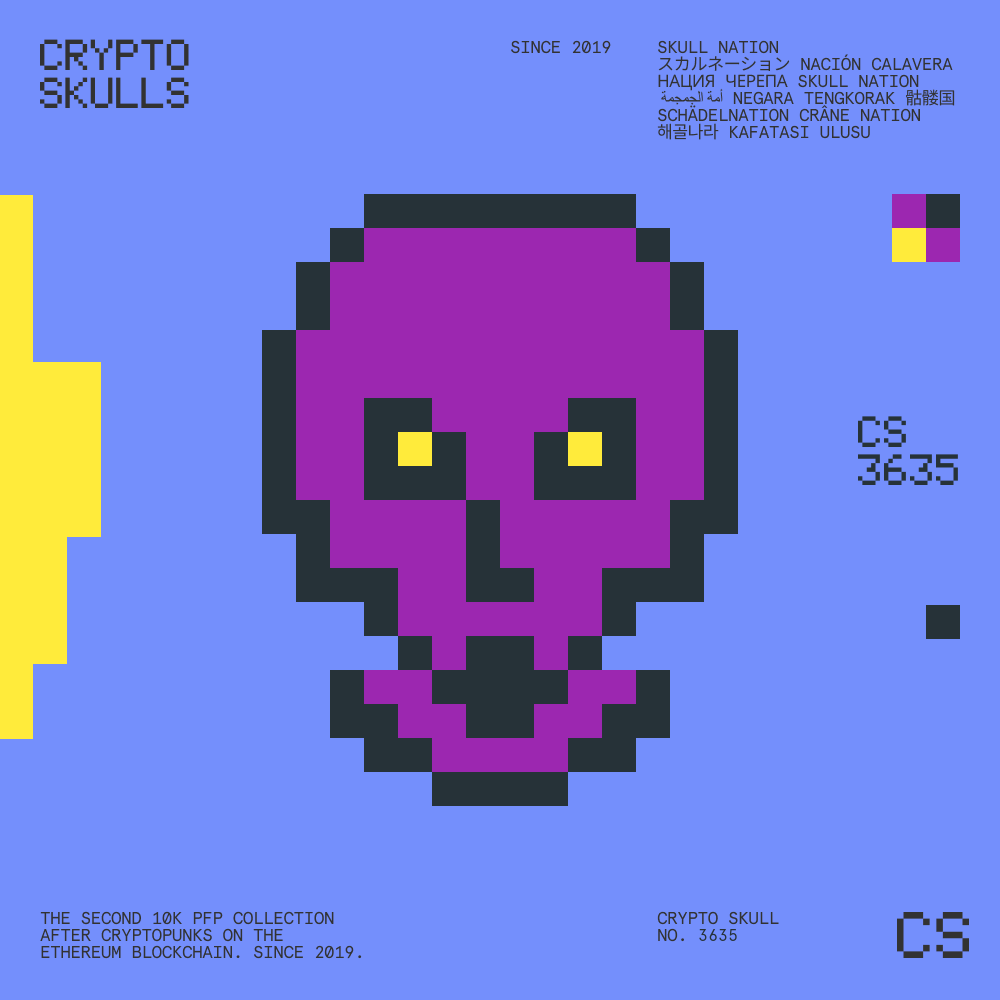 CRYPTO
SKULLS
SINCE 2019
SKULL NATION
スカルネーション NACIÓN CALAVERA
НАЦИЯ ЧЕРЕПА SKULL NATION
أمة الجمجمة NEGARA TENGKORAK 骷髅国
SCHÄDELNATION CRÂNE NATION
해골나라 KAFATASI ULUSU
CS
3635
THE SECOND 10K PFP COLLECTION
AFTER CRYPTOPUNKS ON THE
ETHEREUM BLOCKCHAIN. SINCE 2019.
CRYPTO SKULL
NO. 3635
CS